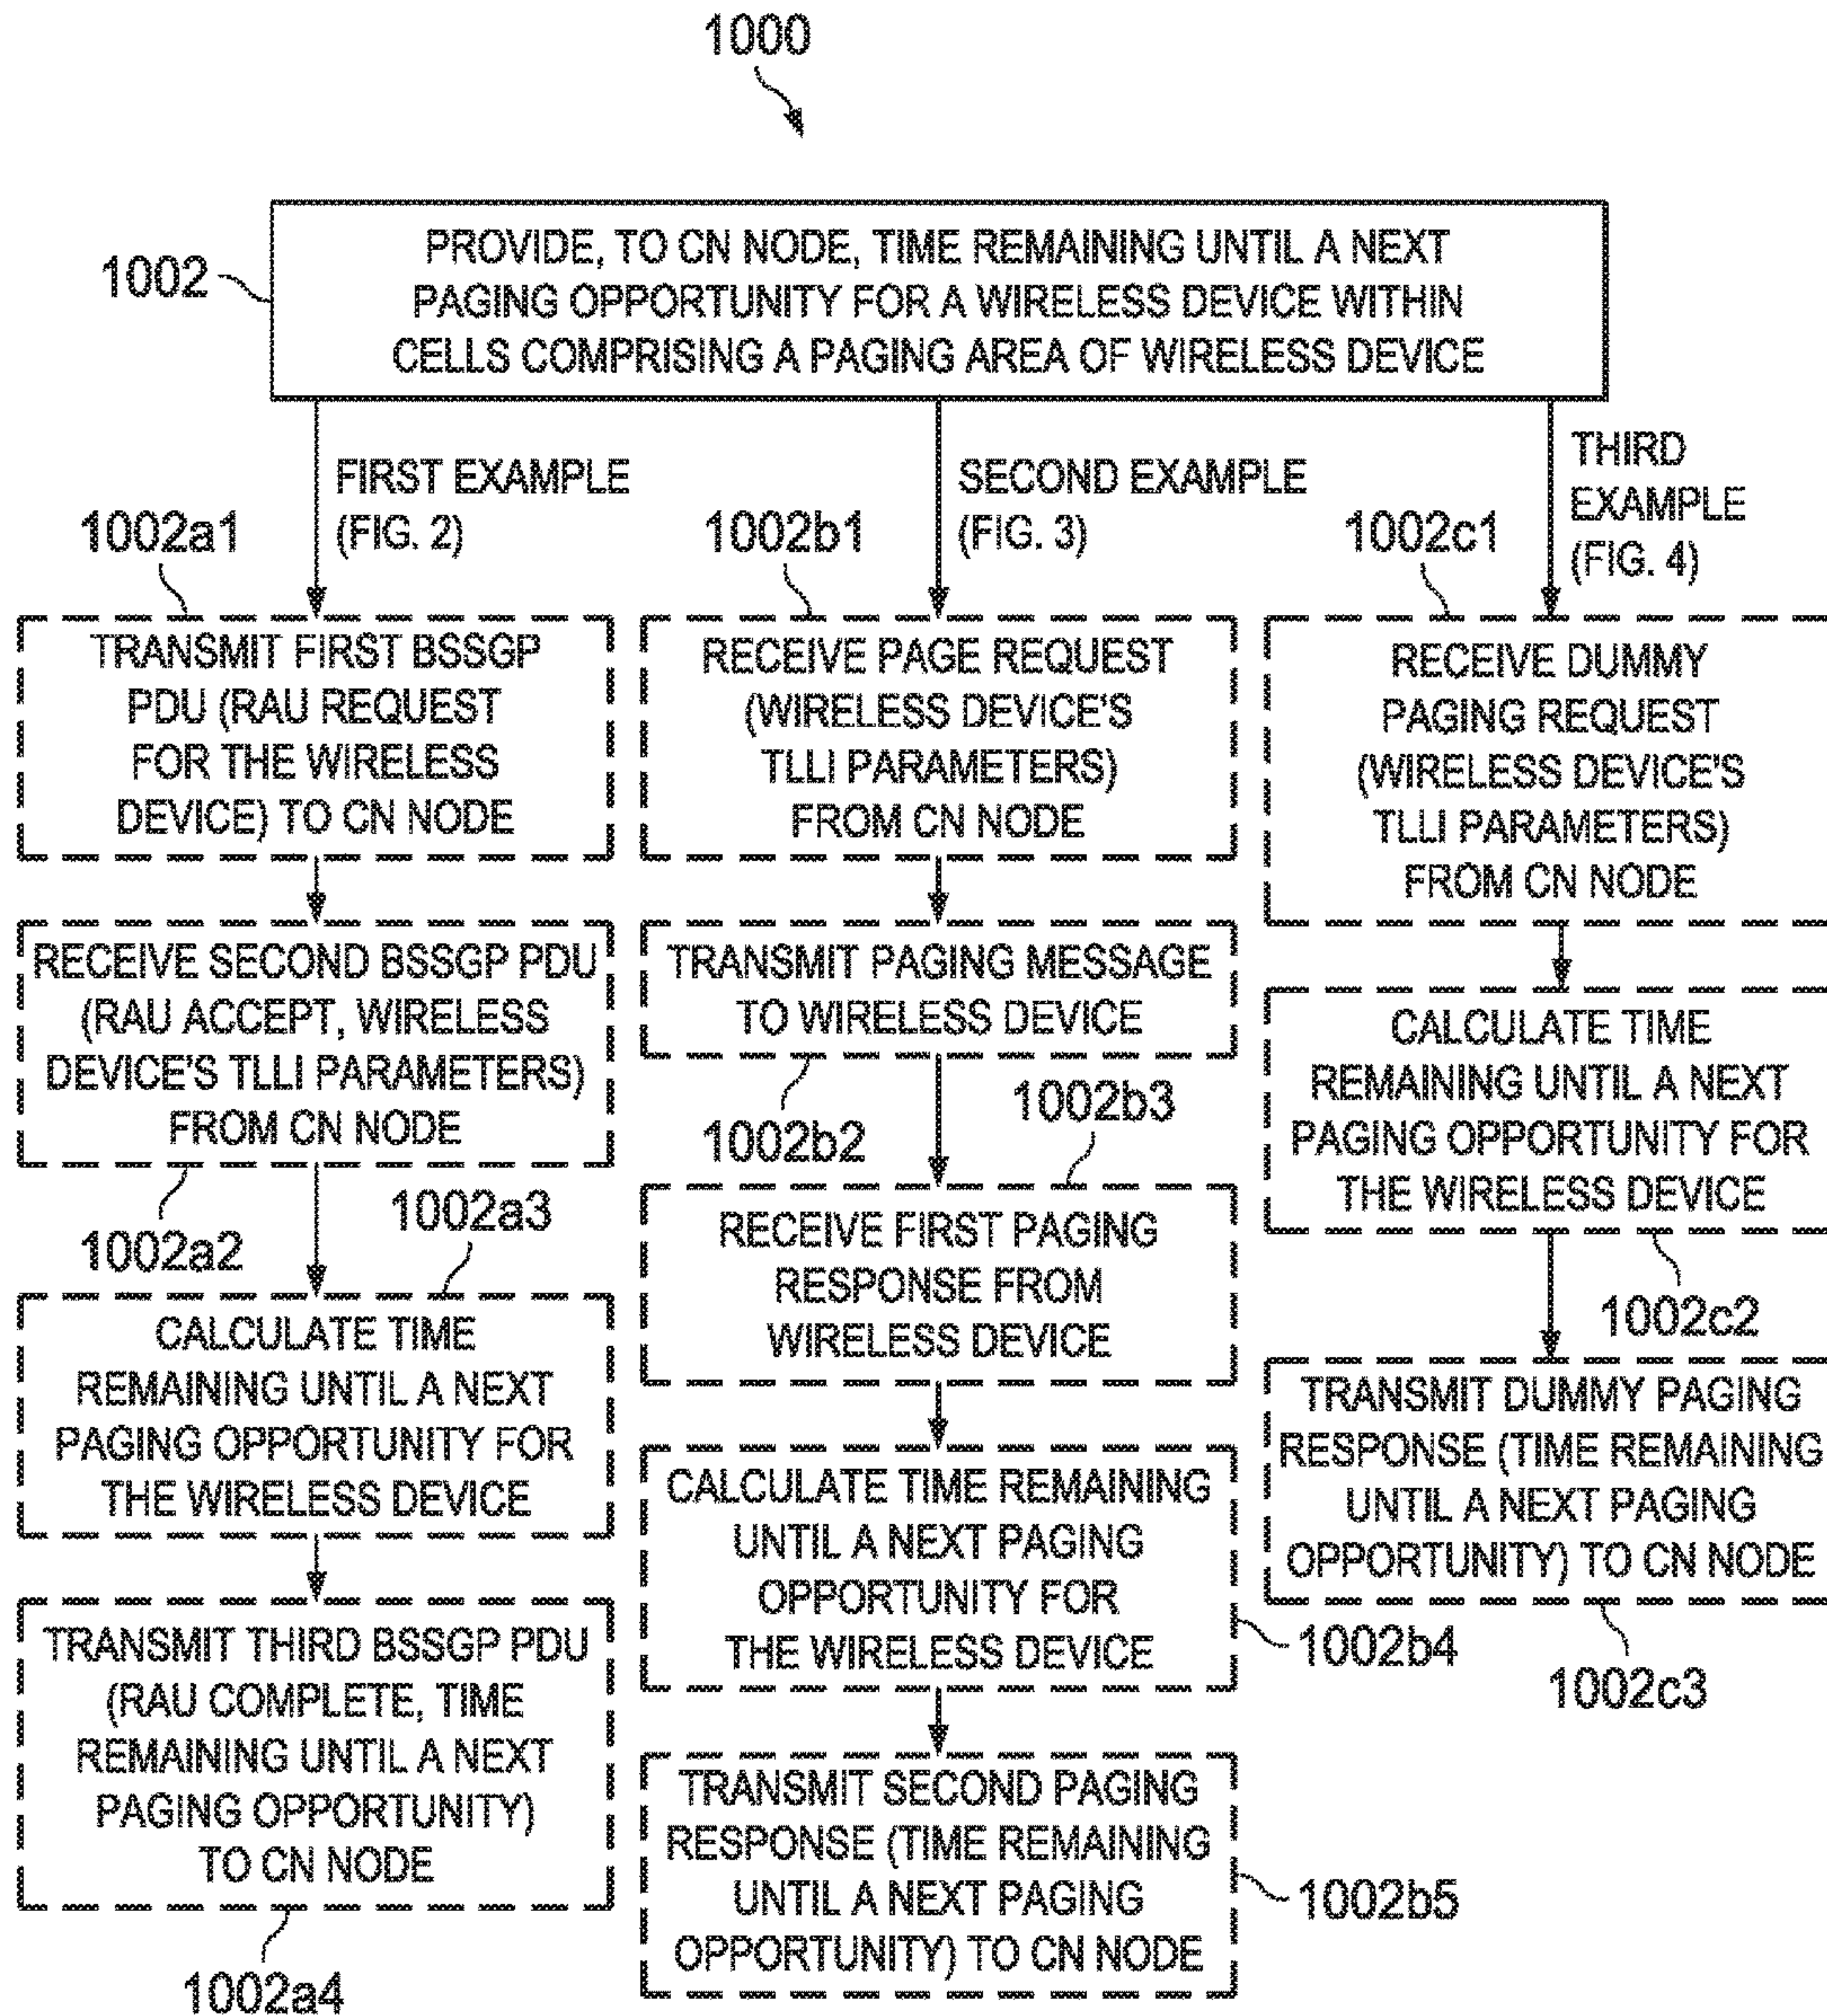 1000
1002
PROVIDE, TO CN NODE, TIME REMAINING UNTIL A NEXT
PAGING OPPORTUNITY FOR A WIRELESS DEVICE WITHIN
CELLS COMPRISING A PAGING AREA OF WIRELESS DEVICE
FIRST EXAMPLE
(FIG. 2)
1002a1
TRANSMIT FIRST BSSGP
PDU (RAU REQUEST
FOR THE WIRELESS
DEVICE) TO CN NODE
RECEIVE SECOND BSSGP PDU
(RAU ACCEPT, WIRELESS
DEVICE'S TLLI PARAMETERS)
FROM CN NODE
1002a2
1002a3
CALCULATE TIME
REMAINING UNTIL A NEXT
PAGING OPPORTUNITY FOR
THE WIRELESS DEVICE
TRANSMIT THIRD BSSGP PDU
(RAU COMPLETE, TIME
REMAINING UNTIL A NEXT
PAGING OPPORTUNITY)
TO CN NODE
1002a4
SECOND EXAMPLE
(FIG. 3)
1002b1
RECEIVE PAGE REQUEST
(WIRELESS DEVICE'S
TLLI PARAMETERS)
FROM CN NODE
TRANSMIT PAGING MESSAGE
TO WIRELESS DEVICE
1002b2
1002b3
RECEIVE FIRST PAGING
RESPONSE FROM
WIRELESS DEVICE
CALCULATE TIME REMAINING
UNTIL A NEXT PAGING
OPPORTUNITY FOR
THE WIRELESS DEVICE
1002b4
TRANSMIT SECOND PAGING
RESPONSE (TIME REMAINING
UNTIL A NEXT PAGING
OPPORTUNITY) TO CN NODE
1002b5
THIRD
EXAMPLE
(FIG. 4)
1002c1
RECEIVE DUMMY
PAGING REQUEST
(WIRELESS DEVICE'S
TLLI PARAMETERS)
FROM CN NODE
CALCULATE TIME
REMAINING UNTIL A NEXT
PAGING OPPORTUNITY FOR
THE WIRELESS DEVICE
1002c2
TRANSMIT DUMMY PAGING
RESPONSE (TIME REMAINING
UNTIL A NEXT PAGING
OPPORTUNITY) TO CN NODE
1002c3